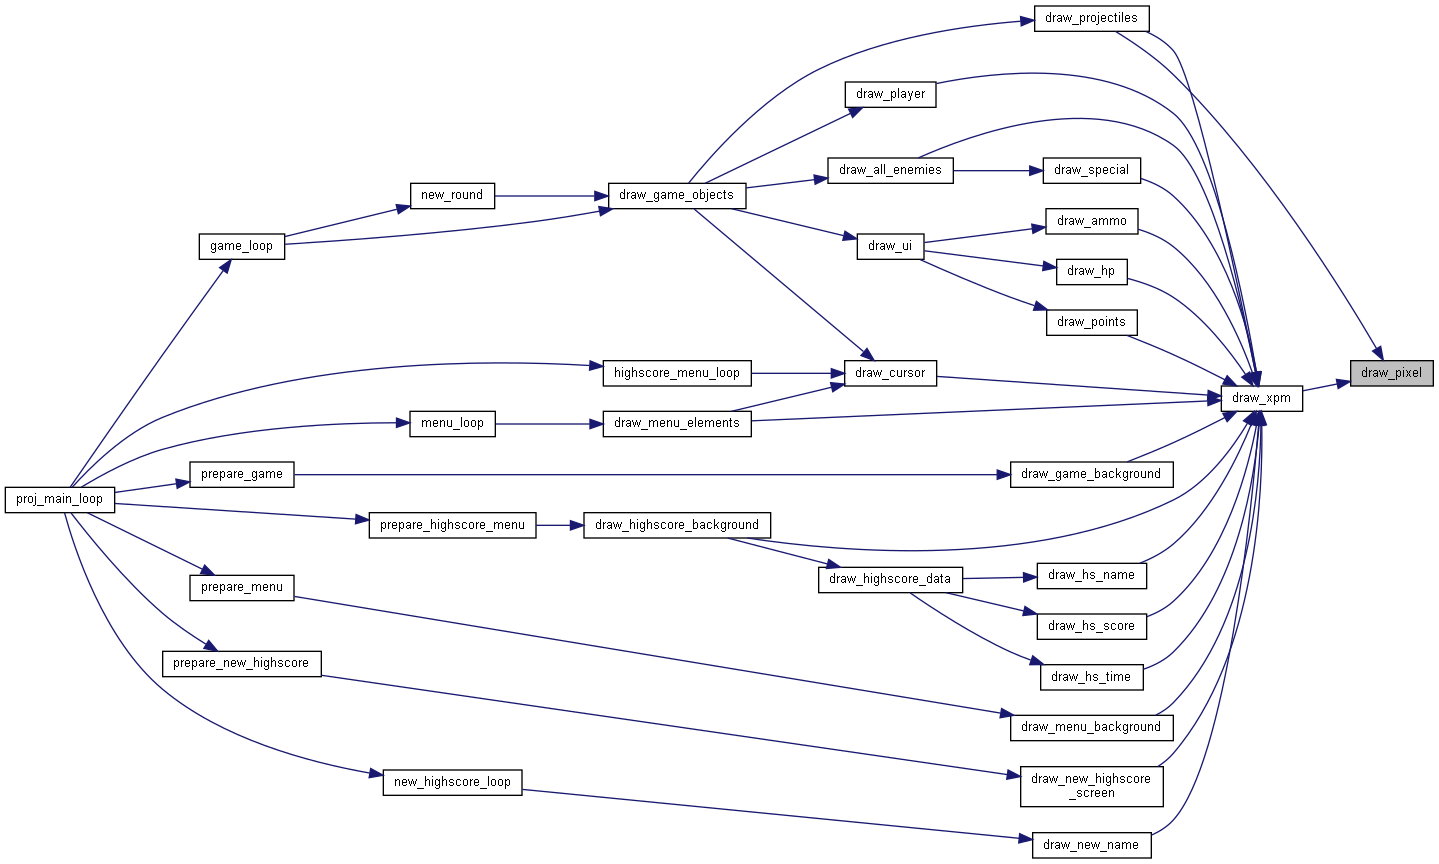 draw_projectiles
draw_player
draw_all_enemies
draw_special
new_round
draw_game_objects
draw_ammo
game_loop
draw_ui
draw_hp
draw_points
highscore_menu_loop
draw_cursor
draw_pixel
draw_xpm
menu_loop
draw_menu_elements
prepare_game
draw_game_background
proj_main_loop
prepare_highscore_menu
draw_highscore_background
draw_highscore_data
draw_hs_name
prepare_menu
draw_hs_score
prepare_new_highscore
draw_hs_time
draw_menu_background
new_highscore_loop
draw_new_highscore
_screen
draw_new_name